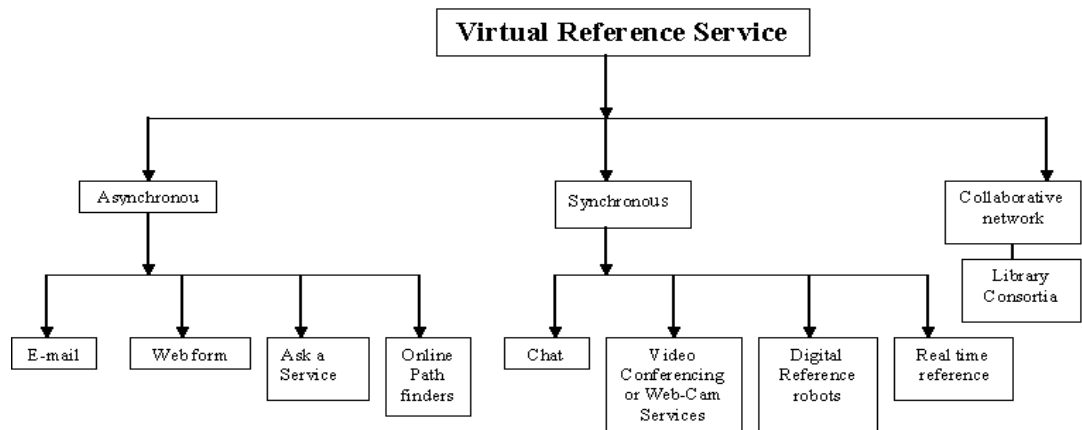 Virtual Reference Service
Asynchronou
Synchronous
Collaborative
network
Library
Consortia
E-mail
Web form
Ask a
Service
Online
Path
finders
Chat
Video
Conferencing
or Web-Cam
Services
Digital
Reference
robots
Real time
reference